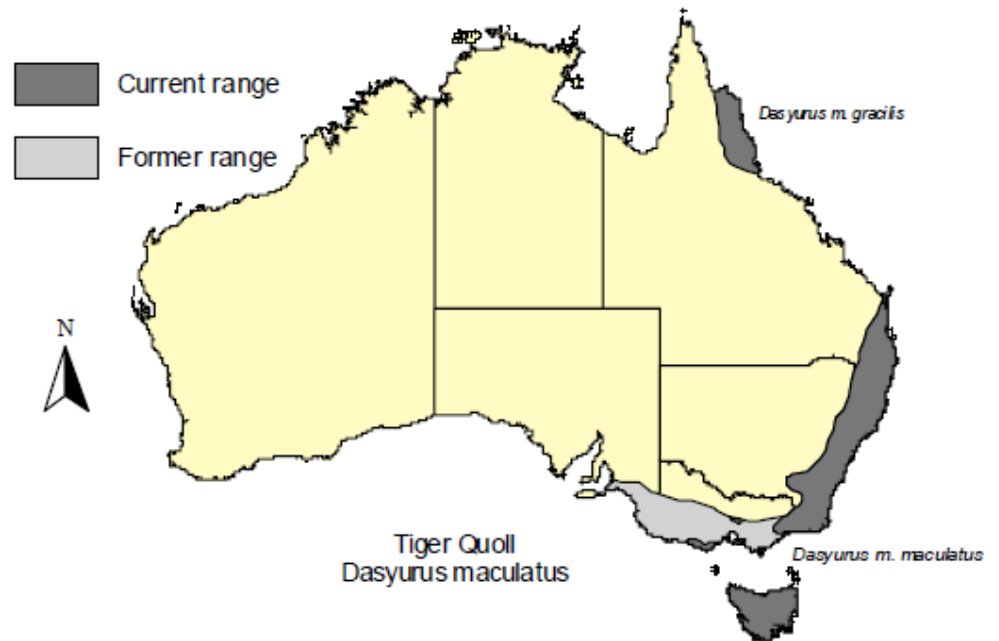 Current range
Former range
Dasyurus m. gracilis
N
Tiger Quoll
Dasyurus maculatus
Dasyurus m. maculatus